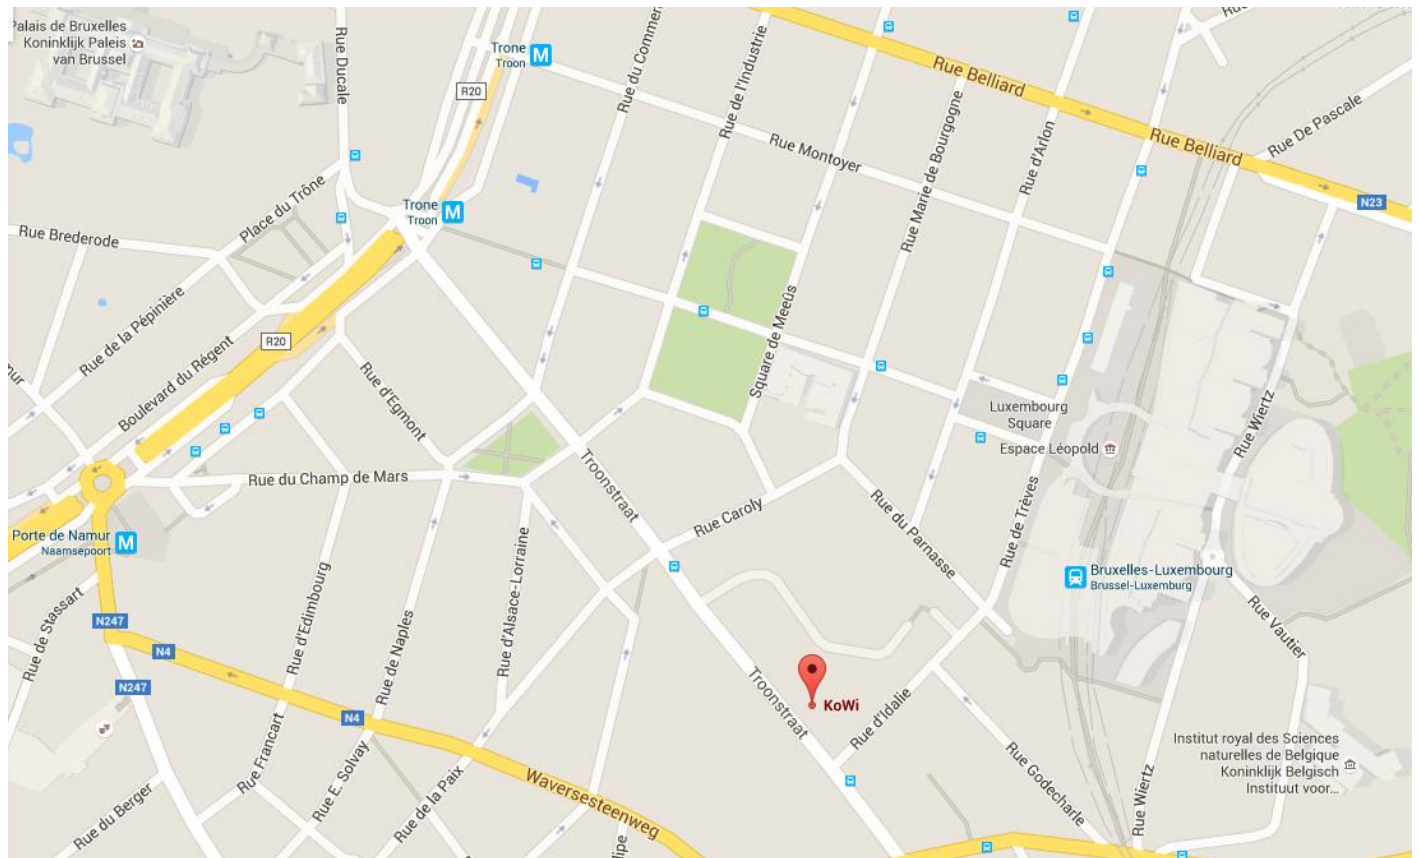 Palais de Bruxelles
Koninklijk Paleis
van Brussel
Rue Ducale
Trone
Troon
M
R20
Rue du Commer
Rue de l'Industrie
Rue Belliard
Rue Marie de Bourgogne
Rue d'Arlon
Rue Montoyer
Rue Belliard
Rue De Pascale
N23
Place du Trône
Trone
Troon
M
Rue Brederode
Rue de la Pépinière
R20
Boulevard du Régent
Square de Meeûs
Rue d'Egmont
Luxembourg
Square
Espace Léopold
Rue Wiertz
Rue du Champ de Mars
Troonstraat
Rue Caroly
Rue du Parnasse
Rue de Trèves
Porte de Namur
Naamsepoort
M
Bruxelles-Luxembourg
Brussel-Luxemburg
Rue de Stassart
N247
Rue d'Edimbourg
Rue de Naples
Rue d'Alsace-Lorraine
Rue Vautier
N4
N247
Troonstraat
KoWi
Rue d'Idalie
N4
Rue Francart
Rue E. Solvay
Rue de la Paix
Waversesteenweg
Rue du Berger
Rue Godecharle
Rue Wiertz
Institut royal des Sciences
naturelles de Belgique
Koninklijk Belgisch
Instituut voor...